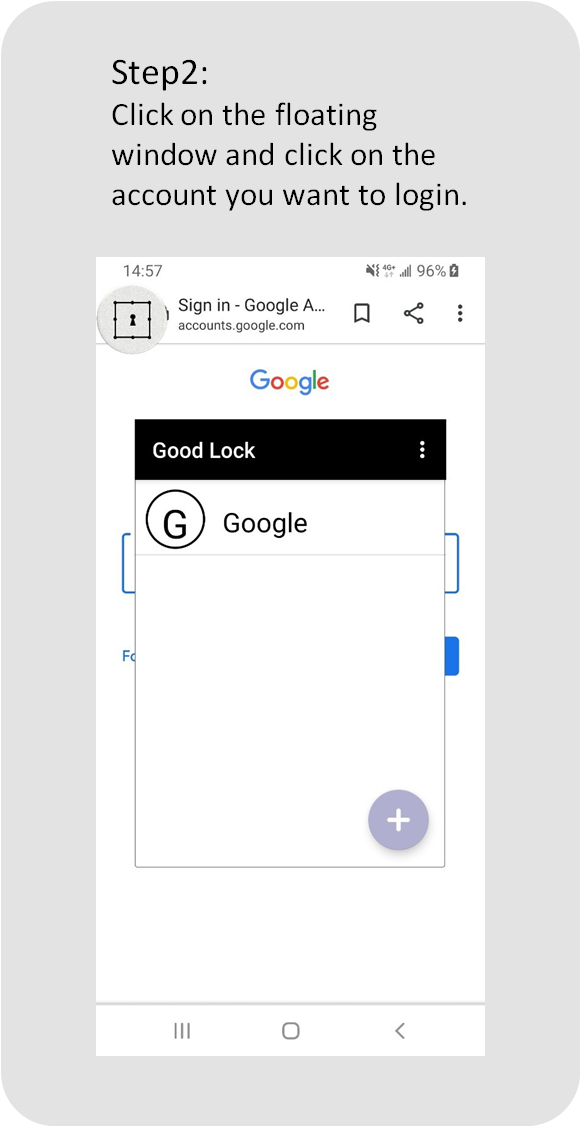 Step2:
Click on the floating
window and click on the
account you want to login.
14:57
4G+
96%
Sign in - Google A...
accounts.google.com
Google
Good Lock
G
Google
Fo